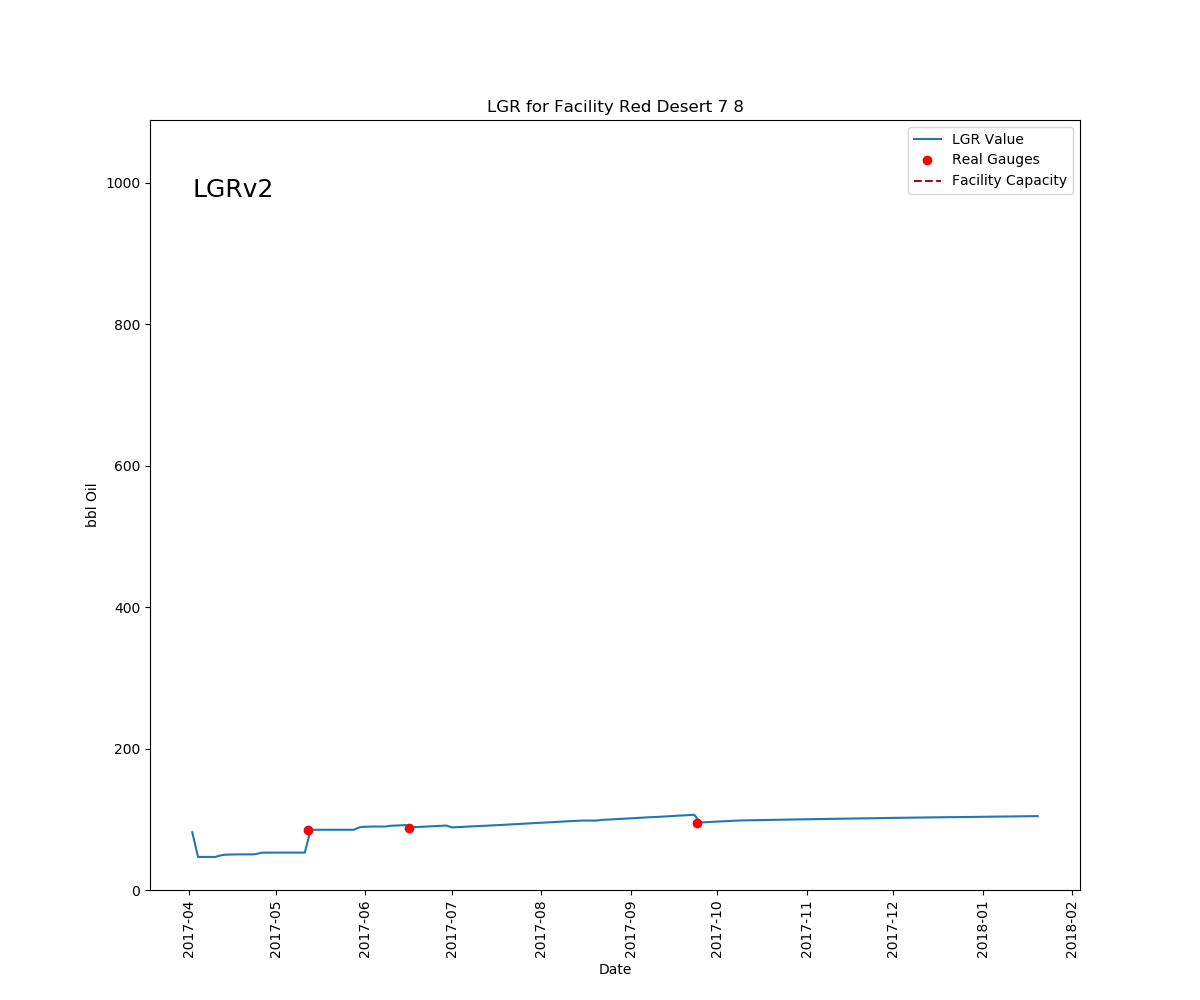 LGR for Facility Red Desert 7 8
LGR Value
Real Gauges
Facility Capacity
LGRv2
1000
800
600
400
200
0
bbl Oil
2017-04
2017-05
2017-06
2017-07
2017-08
2017-09
2017-10
2017-11
2017-12
2018-01
2018-02
Date